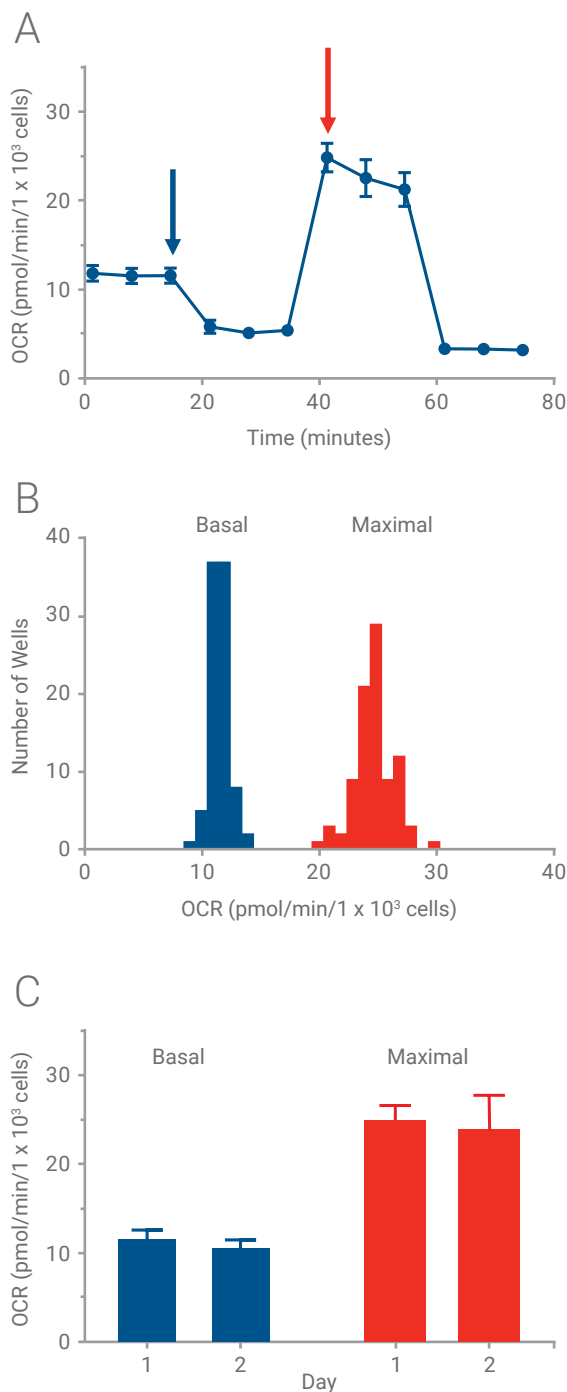 A
OCR (pmol/min/1 x 10³ cells)
30
20
10
0
0 20 40 60 80
Time (minutes)
B
Basal Maximal
Number of Wells
40
30
20
10
0
0 10 20 30 40
OCR (pmol/min/1 x 10³ cells)
C
Basal Maximal
OCR (pmol/min/1 x 10³ cells)
30
20
10
0
1 2 1 2
Day